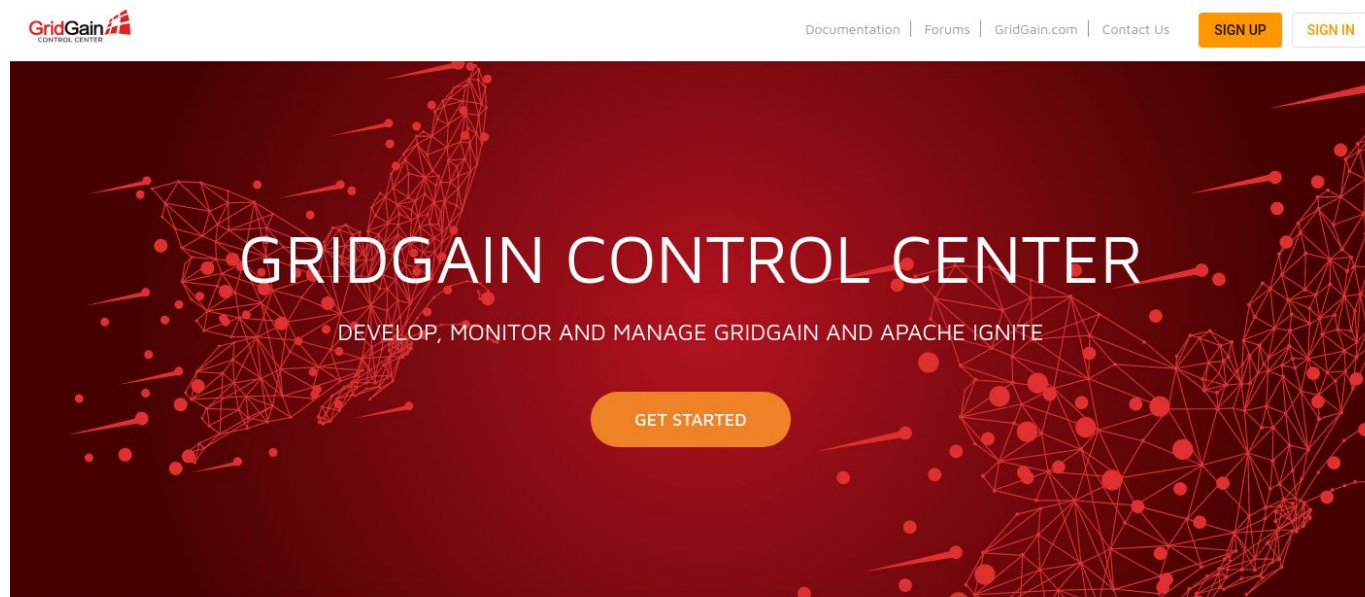 GridGain
CONTROL CENTER
Documentation
Forums
GridGain.com
Contact Us
SIGN UP
SIGN IN
GRIDGAIN CONTROL CENTER
DEVELOP, MONITOR AND MANAGE GRIDGAIN AND APACHE IGNITE
GET STARTED